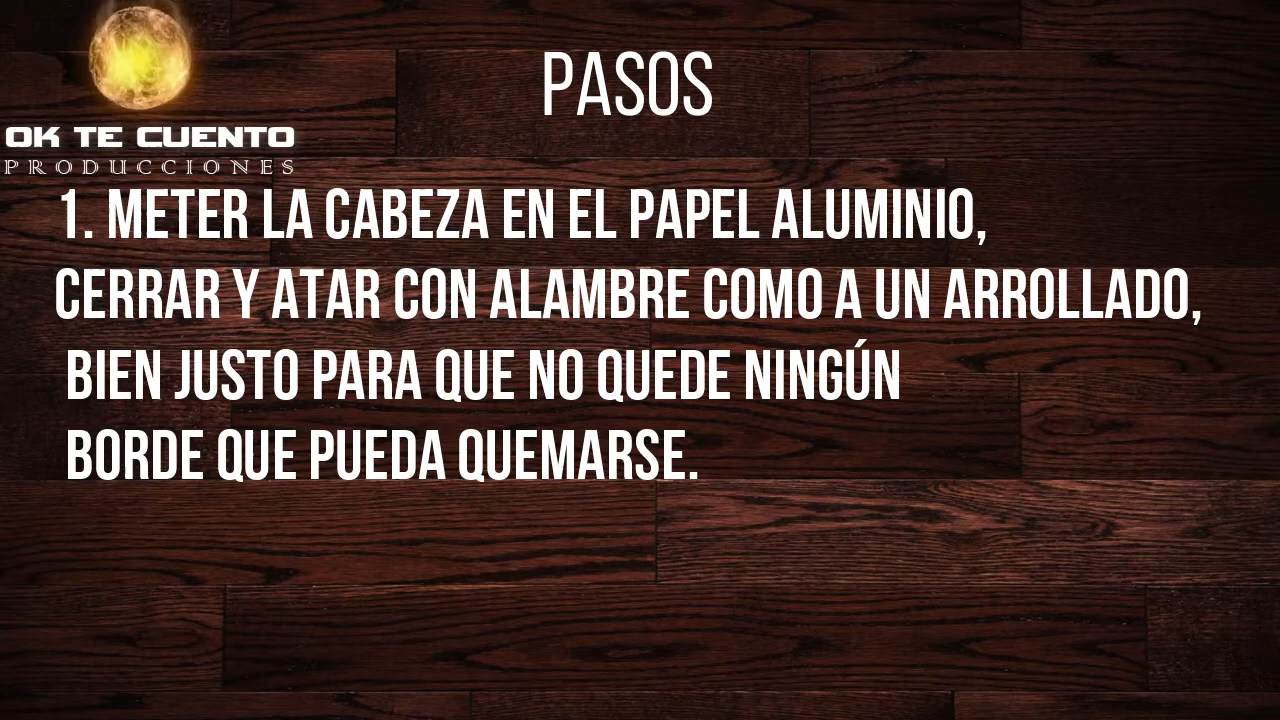 OK TE CUENTO
PRODUCCIONES
PASOS
1. METER LA CABEZA EN EL PAPEL ALUMINIO,
CERRAR Y ATAR CON ALAMBRE COMO A UN ARROLLADO,
BIEN JUSTO PARA QUE NO QUEDE NINGÚN
BORDE QUE PUEDA QUEMARSE.